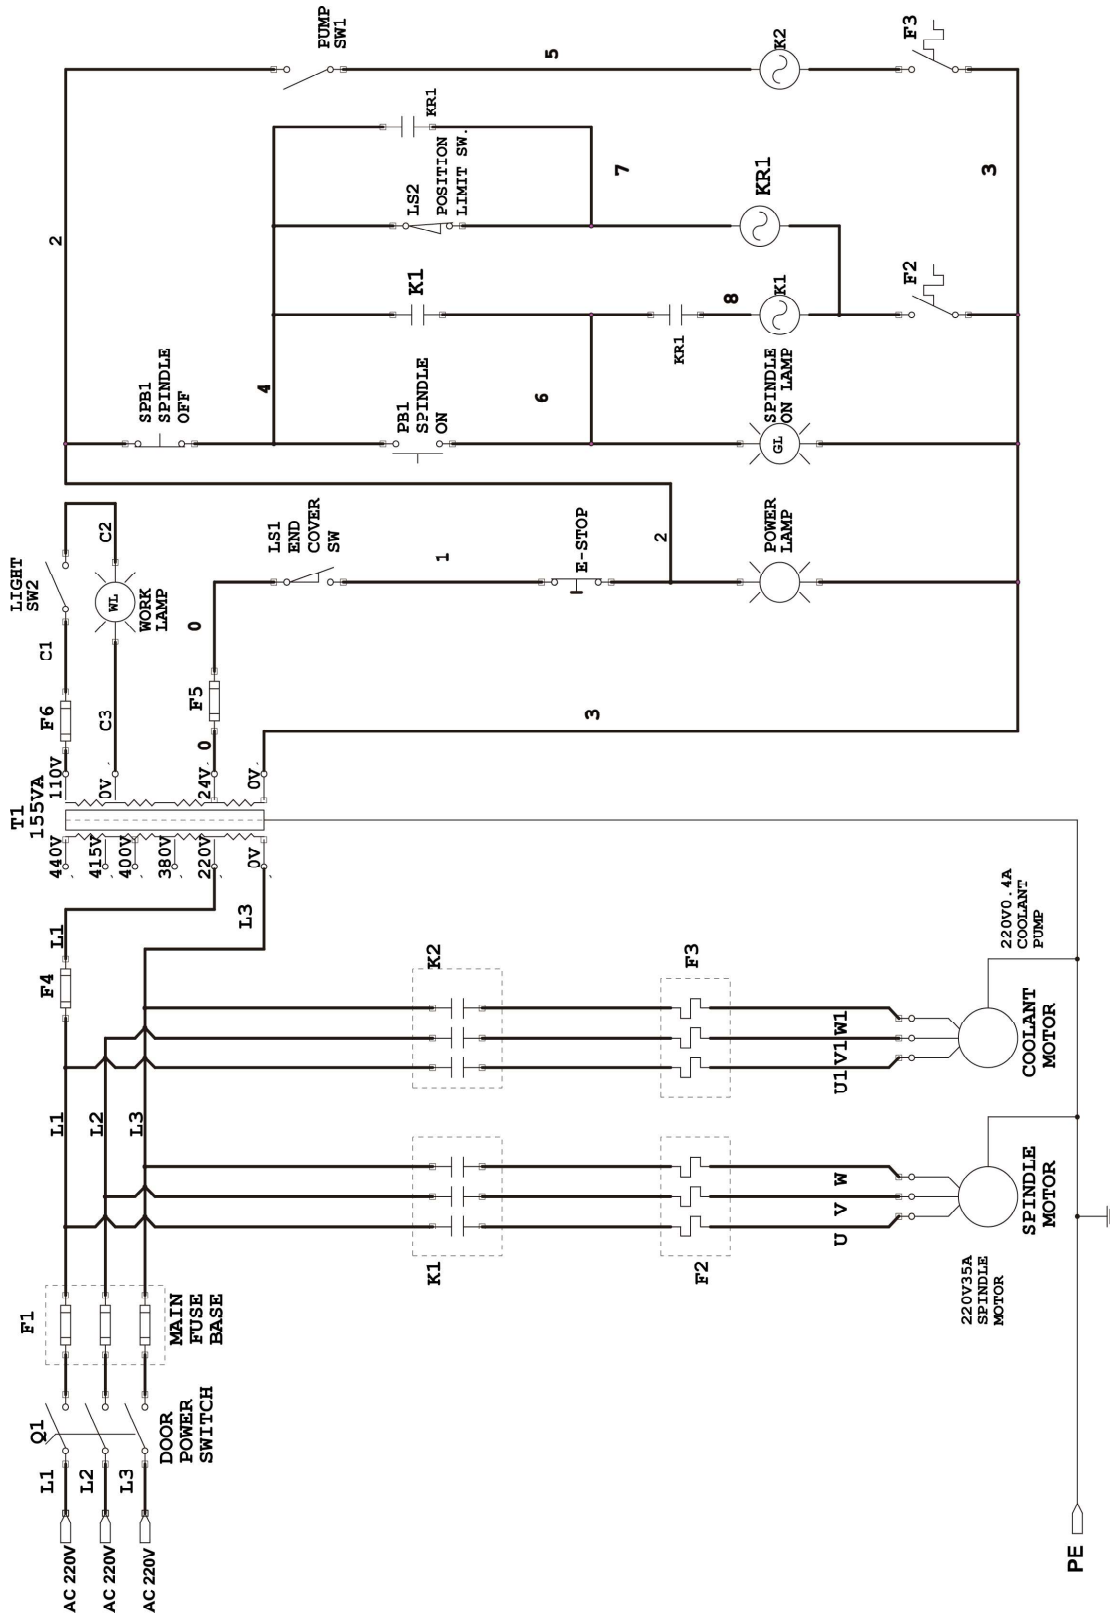 AC 220V
AC 220V
AC 220V
L1
L2
L3
Q1
DOOR
POWER
SWITCH
F1
MAIN
FUSE
BASE
L1
L2
L3
K1
F2
U V W
220V35A
SPINDLE
MOTOR
SPINDLE
MOTOR
PE
F4
L1
L3
K2
F3
U1 V1 W1
220V0.4A
COOLANT
PUMP
COOLANT
MOTOR
T1
155VA
440V
415V
400V
380V
220V
0V
110V
0V
24V
0V
F6
C1
LIGHT
SW2
C3
WL
WORK
LAMP
C2
0
F5
0
LS1
END
COVER
SW
1
E-STOP
2
POWER
LAMP
3
2
SPB1
SPINDLE
OFF
4
PB1
SPINDLE
ON
6
GL
SPINDLE
ON LAMP
K1
KR1
8
K1
F2
LS2
POSITION
LIMIT SW.
KR1
7
KR1
3
PUMP
SW1
5
K2
F3